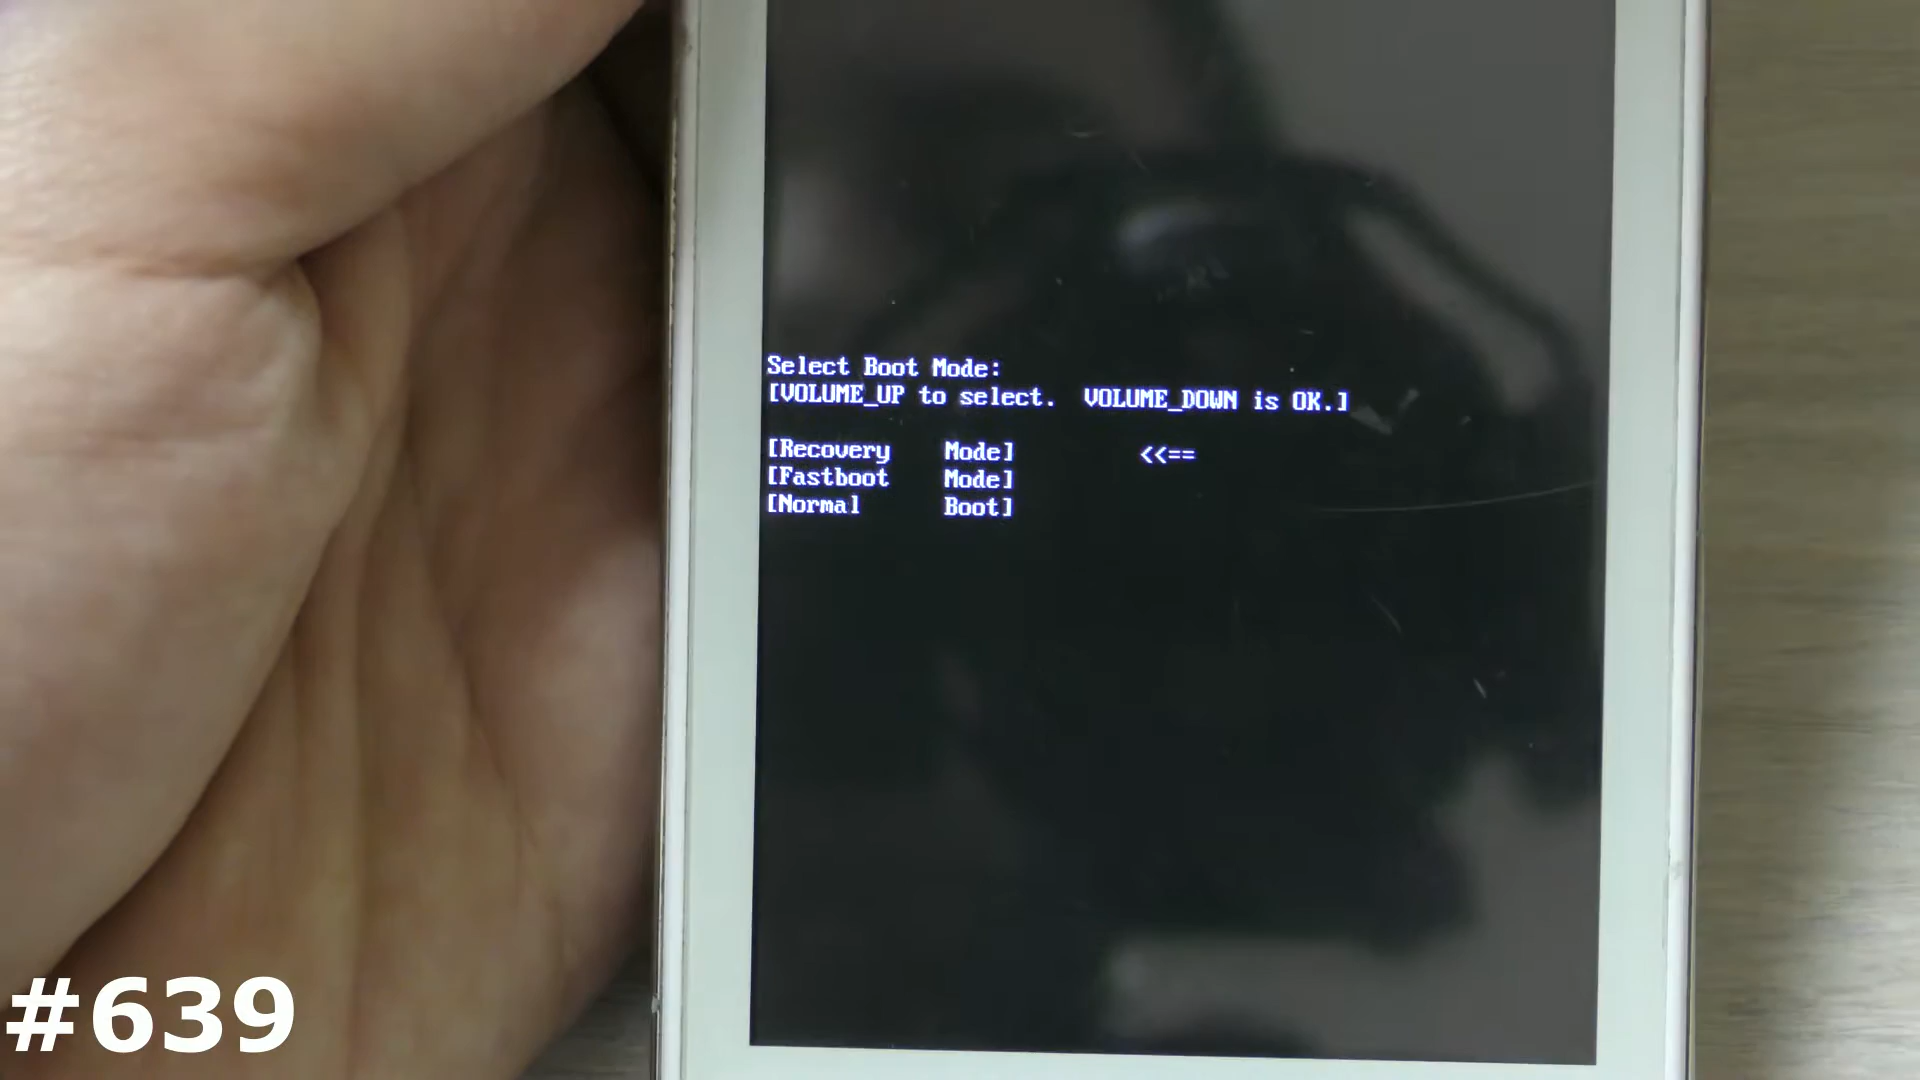 Select Boot Mode:
[VOLUME_UP to select.  VOLUME_DOWN is OK.]
[Recovery    Mode]         <<==
[Fastboot    Mode]
[Normal      Boot]
#639